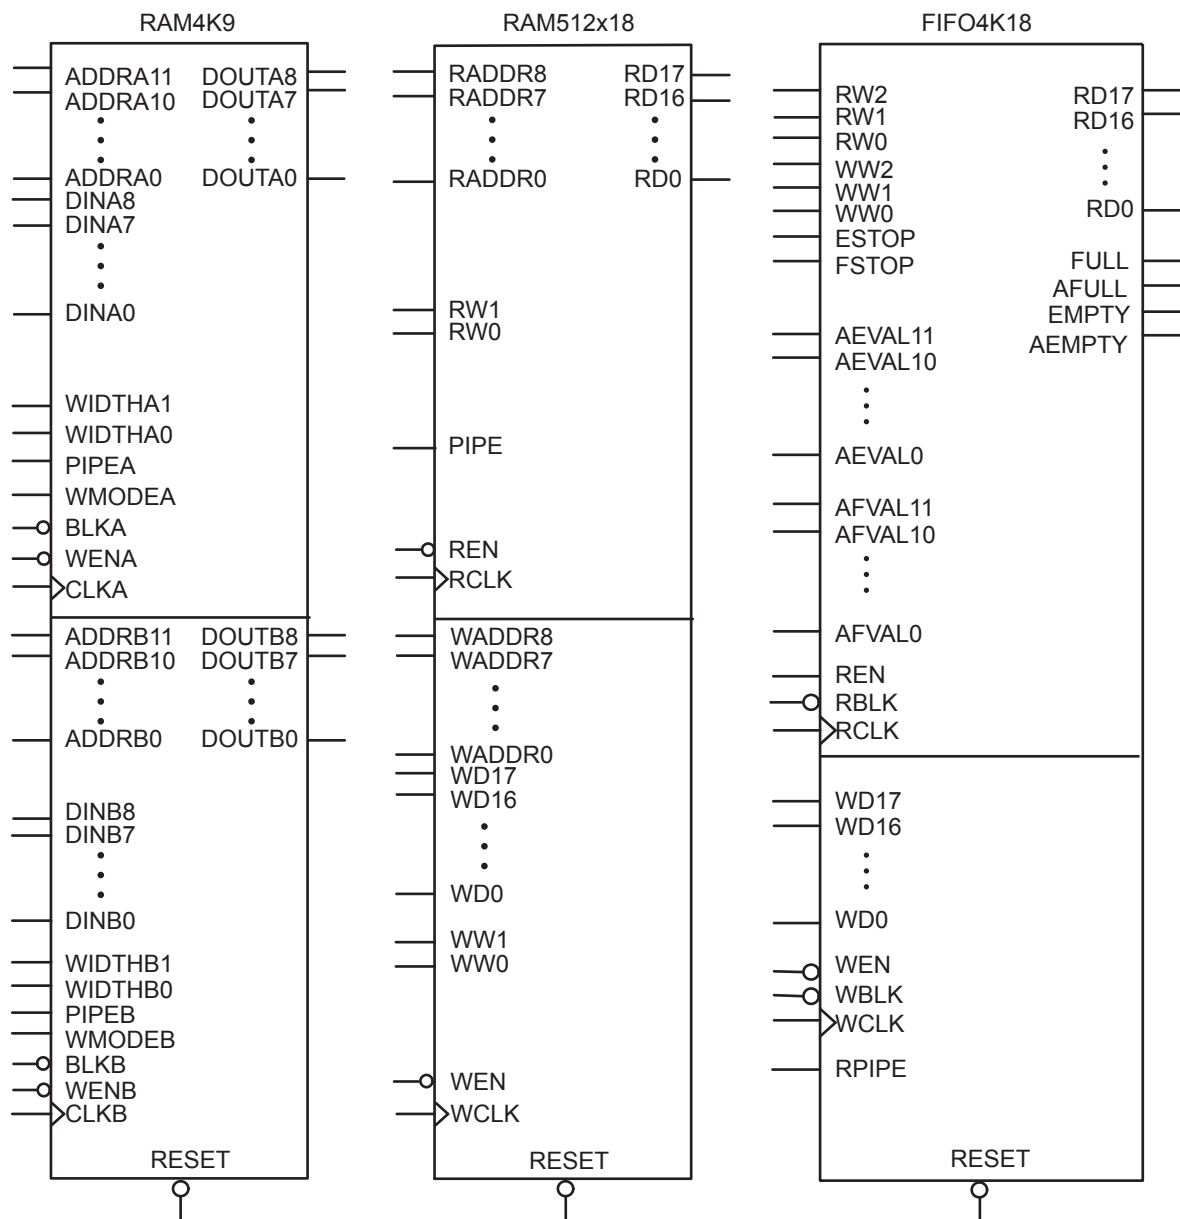 RAM4K9
ADDRA11 DOUTA8
ADDRA10 DOUTA7
ADDRA0 DOUTA0
DINA8
DINA7
DINA0
WIDTHA1
WIDTHA0
PIPEA
WMODEA
BLKA
WENA
CLKA
ADDRB11 DOUTB8
ADDRB10 DOUTB7
ADDRB0 DOUTB0
DINB8
DINB7
DINB0
WIDTHB1
WIDTHB0
PIPEB
WMODEB
BLKB
WENB
CLKB
RESET
RAM512x18
RADDR8 RD17
RADDR7 RD16
RADDR0 RD0
RW1
RW0
PIPE
REN
RCLK
WADDR8
WADDR7
WADDR0
WD17
WD16
WD0
WW1
WW0
WEN
WCLK
RESET
FIFO4K18
RW2 RD17
RW1 RD16
RW0
WW2
WW1
WW0 RD0
ESTOP
FSTOP FULL
AFULL
EMPTY
AEVAL11 AEMPTY
AEVAL10
AEVAL0
AFVAL11
AFVAL10
AFVAL0
REN
RBLK
RCLK
WD17
WD16
WD0
WEN
WBLK
WCLK
RPIPE
RESET